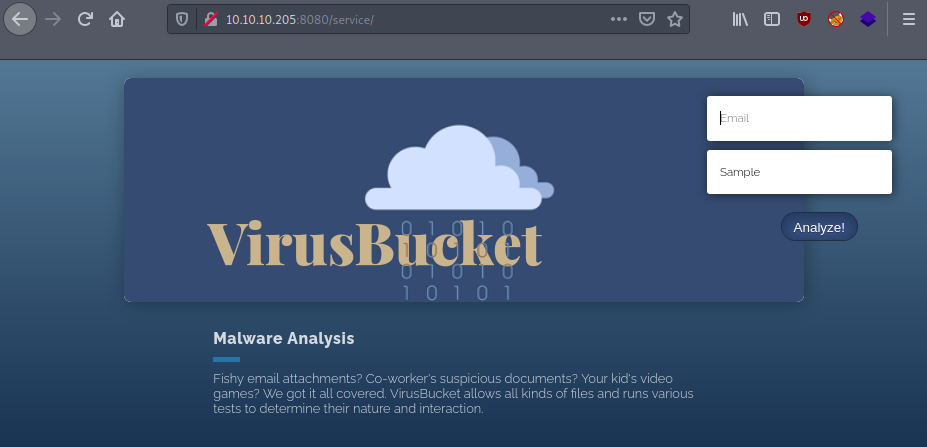 10.10.10.205:8080/service/
Email
Sample
Analyze!
VirusBucket
0 1 0 1 0
1 0 1 0 1
0 1 0 1 0
1 0 1 0 1
Malware Analysis
Fishy email attachments? Co-worker's suspicious documents? Your kid's video
games? We got it all covered. VirusBucket allows all kinds of files and runs various
tests to determine their nature and interaction.